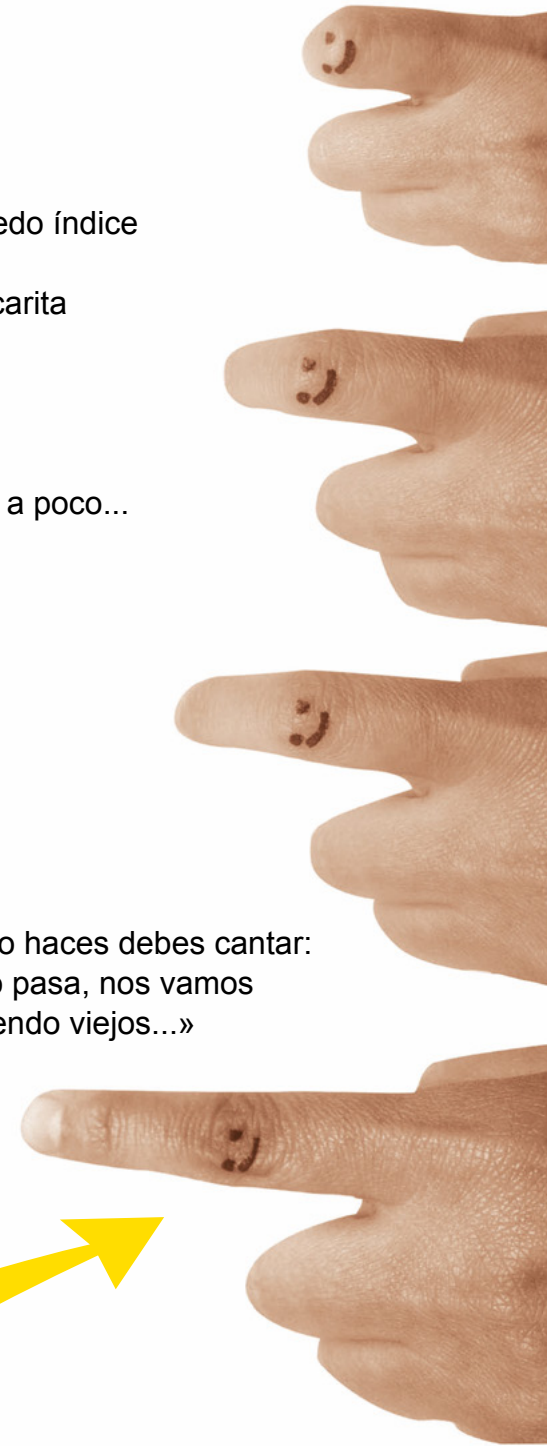 edo índice
carita
a poco...
o haces debes cantar:
o pasa, nos vamos
endo viejos...»